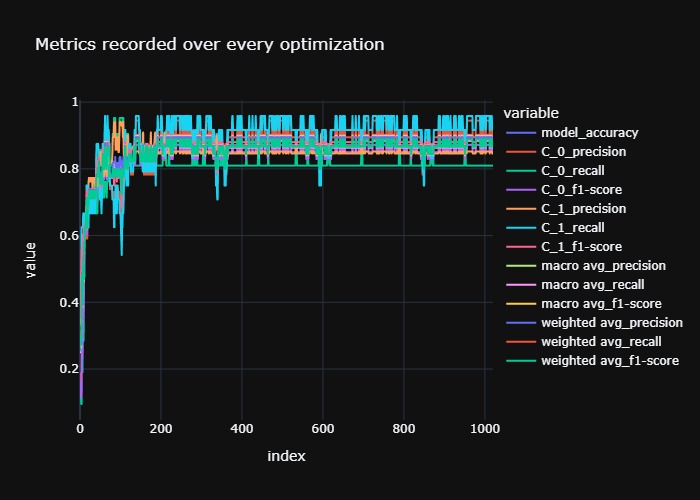 Metrics recorded over every optimization
variable
model_accuracy
C_0_precision
C_0_recall
C_0_f1-score
C_1_precision
C_1_recall
C_1_f1-score
macro avg_precision
macro avg_recall
macro avg_f1-score
weighted avg_precision
weighted avg_recall
weighted avg_f1-score
1
0.8
0.6
0.4
0.2
value
0 200 400 600 800 1000
index